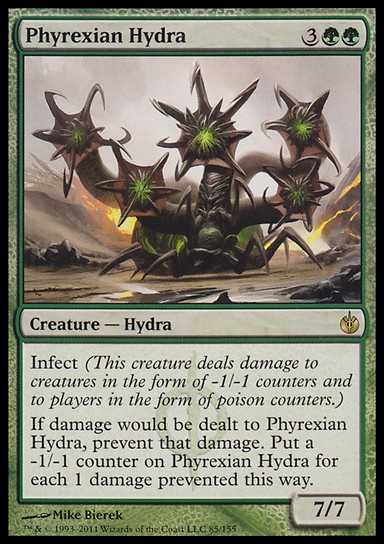 Phyrexian Hydra 3
Creature — Hydra
Infect (This creature deals damage to
creatures in the form of -1/-1 counters and
to players in the form of poison counters.)
If damage would be dealt to Phyrexian
Hydra, prevent that damage. Put a
-1/-1 counter on Phyrexian Hydra for
each 1 damage prevented this way.
Mike Bierek
7/7
™ & © 1993-2011 Wizards of the Coast LLC 85/155